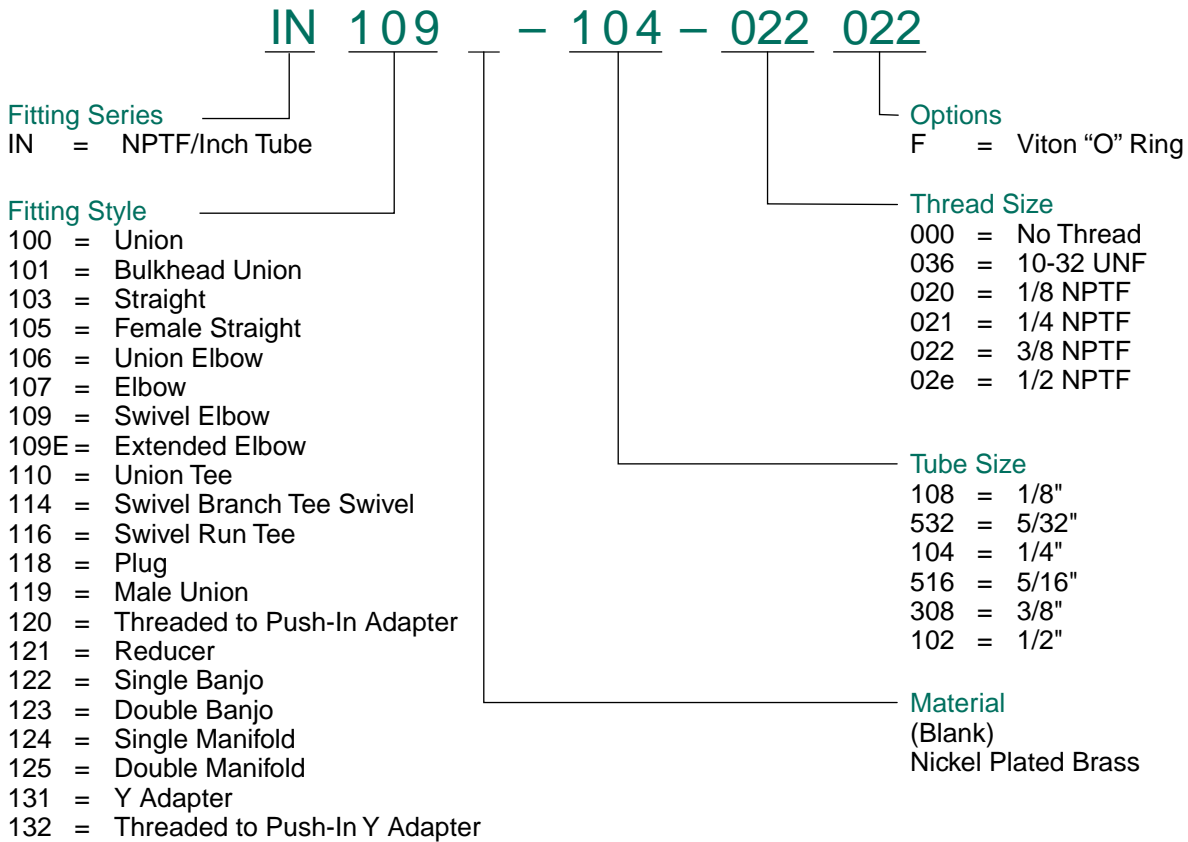 IN 109 – 104 – 022 022
Fitting Series
IN = NPTF/Inch Tube
Fitting Style
100 = Union
101 = Bulkhead Union
103 = Straight
105 = Female Straight
106 = Union Elbow
107 = Elbow
109 = Swivel Elbow
109E = Extended Elbow
110 = Union Tee
114 = Swivel Branch Tee Swivel
116 = Swivel Run Tee
118 = Plug
119 = Male Union
120 = Threaded to Push-In Adapter
121 = Reducer
122 = Single Banjo
123 = Double Banjo
124 = Single Manifold
125 = Double Manifold
131 = Y Adapter
132 = Threaded to Push-In Y Adapter
Options
F = Viton “O” Ring
Thread Size
000 = No Thread
036 = 10-32 UNF
020 = 1/8 NPTF
021 = 1/4 NPTF
022 = 3/8 NPTF
02e = 1/2 NPTF
Tube Size
108 = 1/8"
532 = 5/32"
104 = 1/4"
516 = 5/16"
308 = 3/8"
102 = 1/2"
Material
(Blank)
Nickel Plated Brass